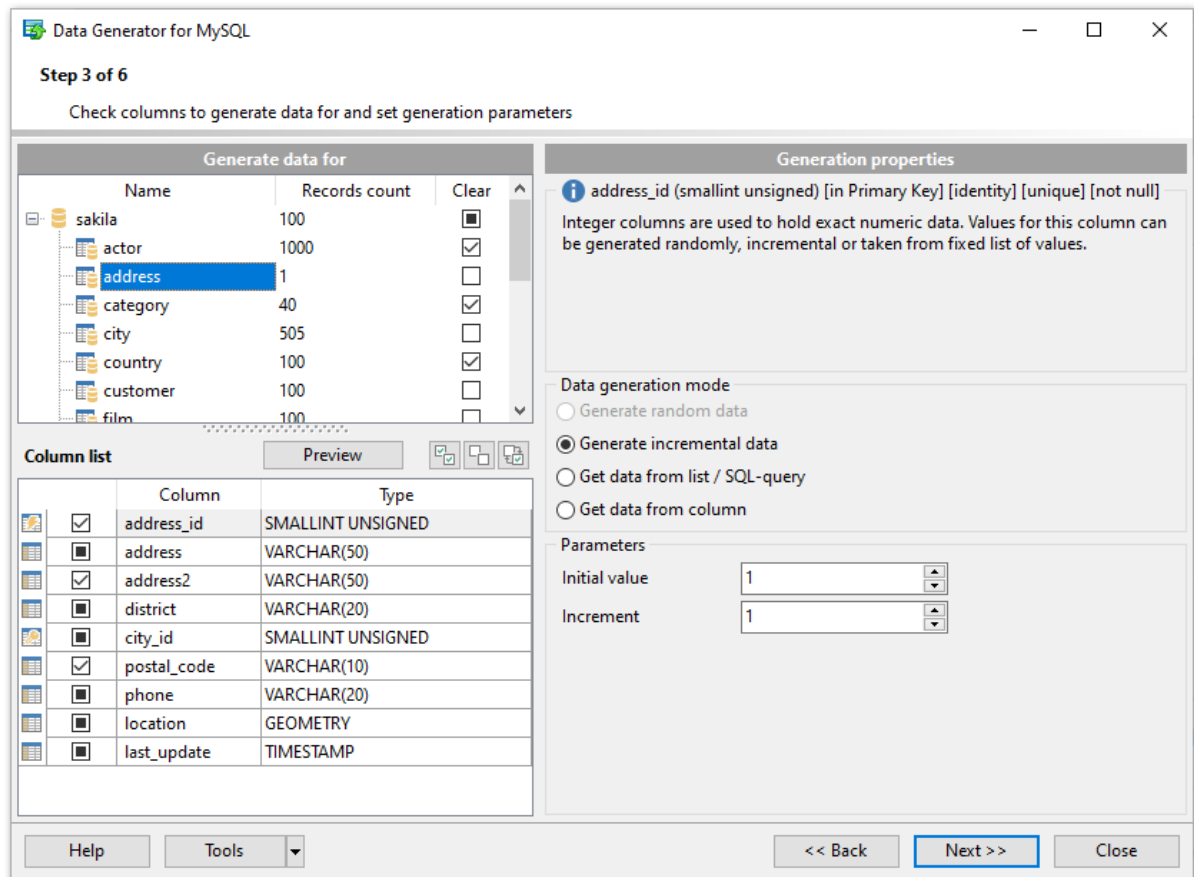 Data Generator for MySQL
Step 3 of 6
Check columns to generate data for and set generation parameters
Generate data for
Name Records count Clear
sakila 100
actor 1000
address 1
category 40
city 505
country 100
customer 100
film 100
Column list Preview
Column Type
address_id SMALLINT UNSIGNED
address VARCHAR(50)
address2 VARCHAR(50)
district VARCHAR(20)
city_id SMALLINT UNSIGNED
postal_code VARCHAR(10)
phone VARCHAR(20)
location GEOMETRY
last_update TIMESTAMP
Generation properties
address_id (smallint unsigned) [in Primary Key] [identity] [unique] [not null]
Integer columns are used to hold exact numeric data. Values for this column can
be generated randomly, incremental or taken from fixed list of values.
Data generation mode
Generate random data
Generate incremental data
Get data from list / SQL-query
Get data from column
Parameters
Initial value 1
Increment 1
Help Tools << Back Next >> Close